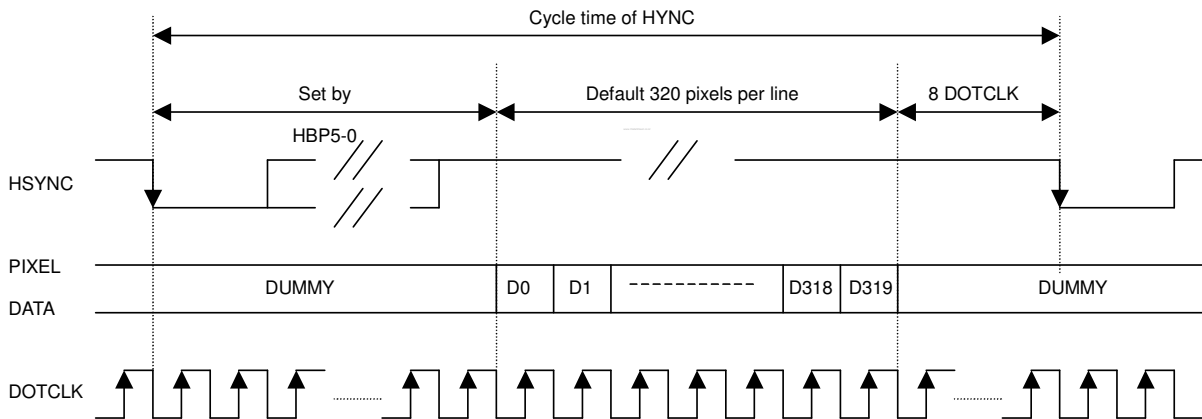 Cycle time of HYNC
Set by
Default 320 pixels per line
8 DOTCLK
HBP5-0
HSYNC
PIXEL
DUMMY
D0
D1
D318
D319
DUMMY
DATA
DOTCLK